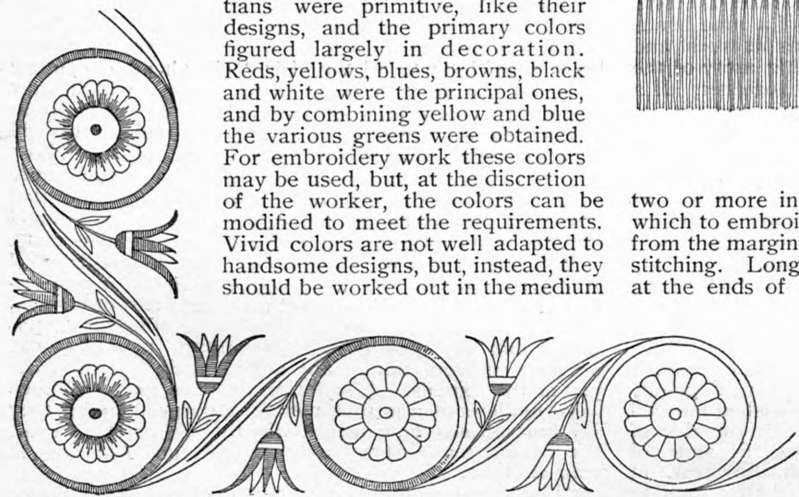 tians were primitive, like their
designs, and the primary colors
figured largely in decoration.
Reds, yellows, blues, browns, black
and white were the principal ones,
and by combining yellow and blue
the various greens were obtained.
For embroidery work these colors
may be used, but, at the discretion
of the worker, the colors can be
modified to meet the requirements.
Vivid colors are not well adapted to
handsome designs, but, instead, they
should be worked out in the medium
two or more in
which to embroi
from the margin
stitching. Long
at the ends of